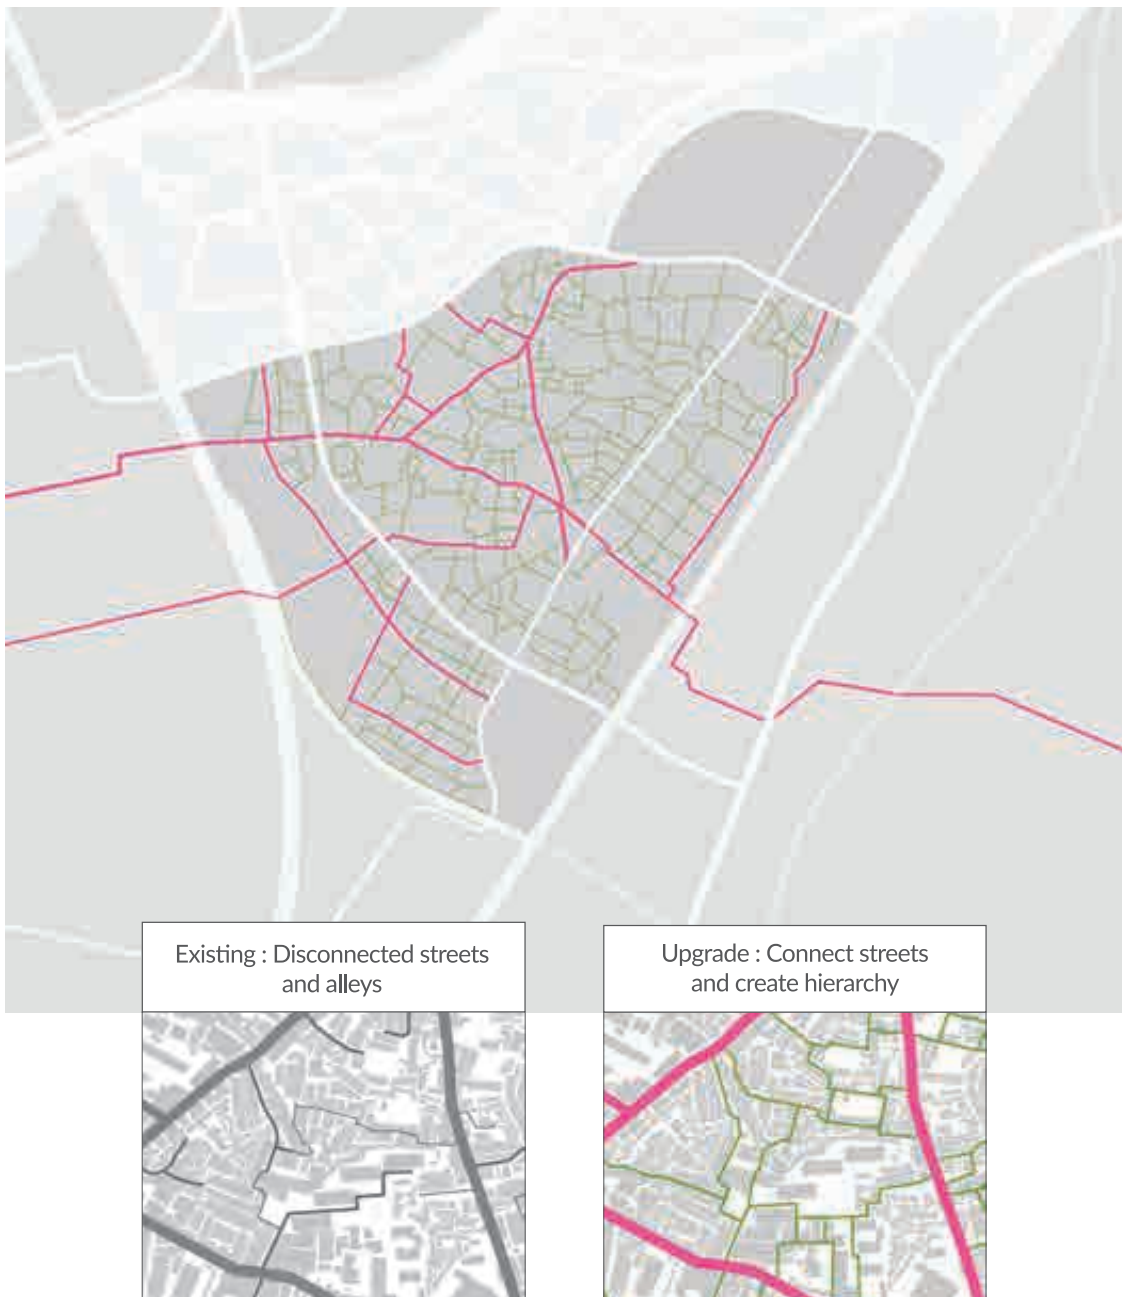 Existing : Disconnected streets
and alleys
Upgrade : Connect streets
and create hierarchy